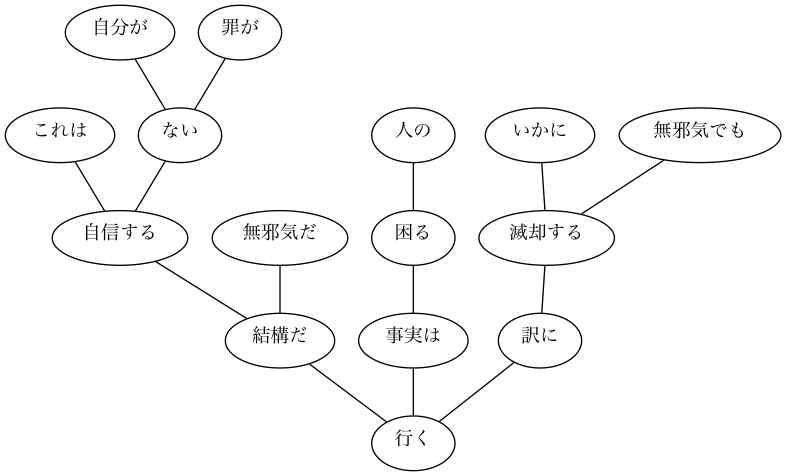 自分が
罪が
これは
ない
人の
いかに
無邪気でも
自信する
無邪気だ
困る
滅却する
結構だ
事実は
訳に
行く